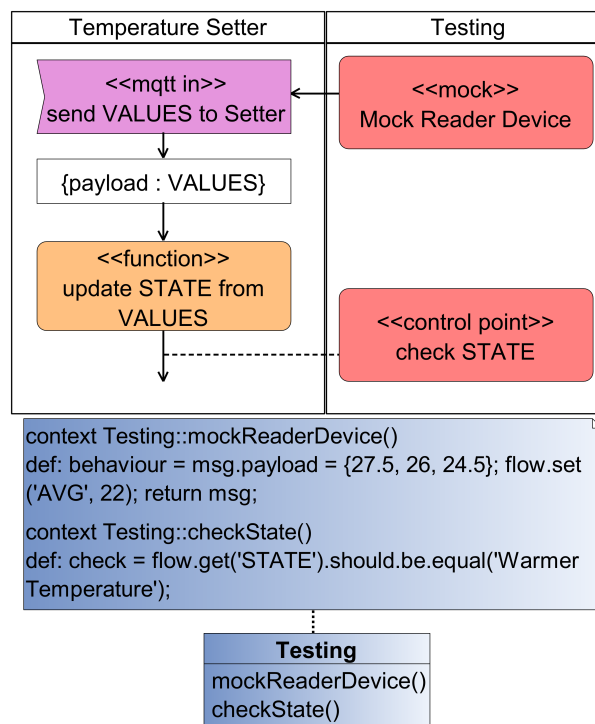 Temperature Setter
Testing
<<mqtt in>>
send VALUES to Setter
<<mock>>
Mock Reader Device
{payload : VALUES}
<<function>>
update STATE from
VALUES
<<control point>>
check STATE
context Testing::mockReaderDevice()
def: behaviour = msg.payload = {27.5, 26, 24.5}; flow.set
('AVG', 22); return msg;
context Testing::checkState()
def: check = flow.get('STATE').should.be.equal('Warmer
Temperature');
Testing
mockReaderDevice()
checkState()